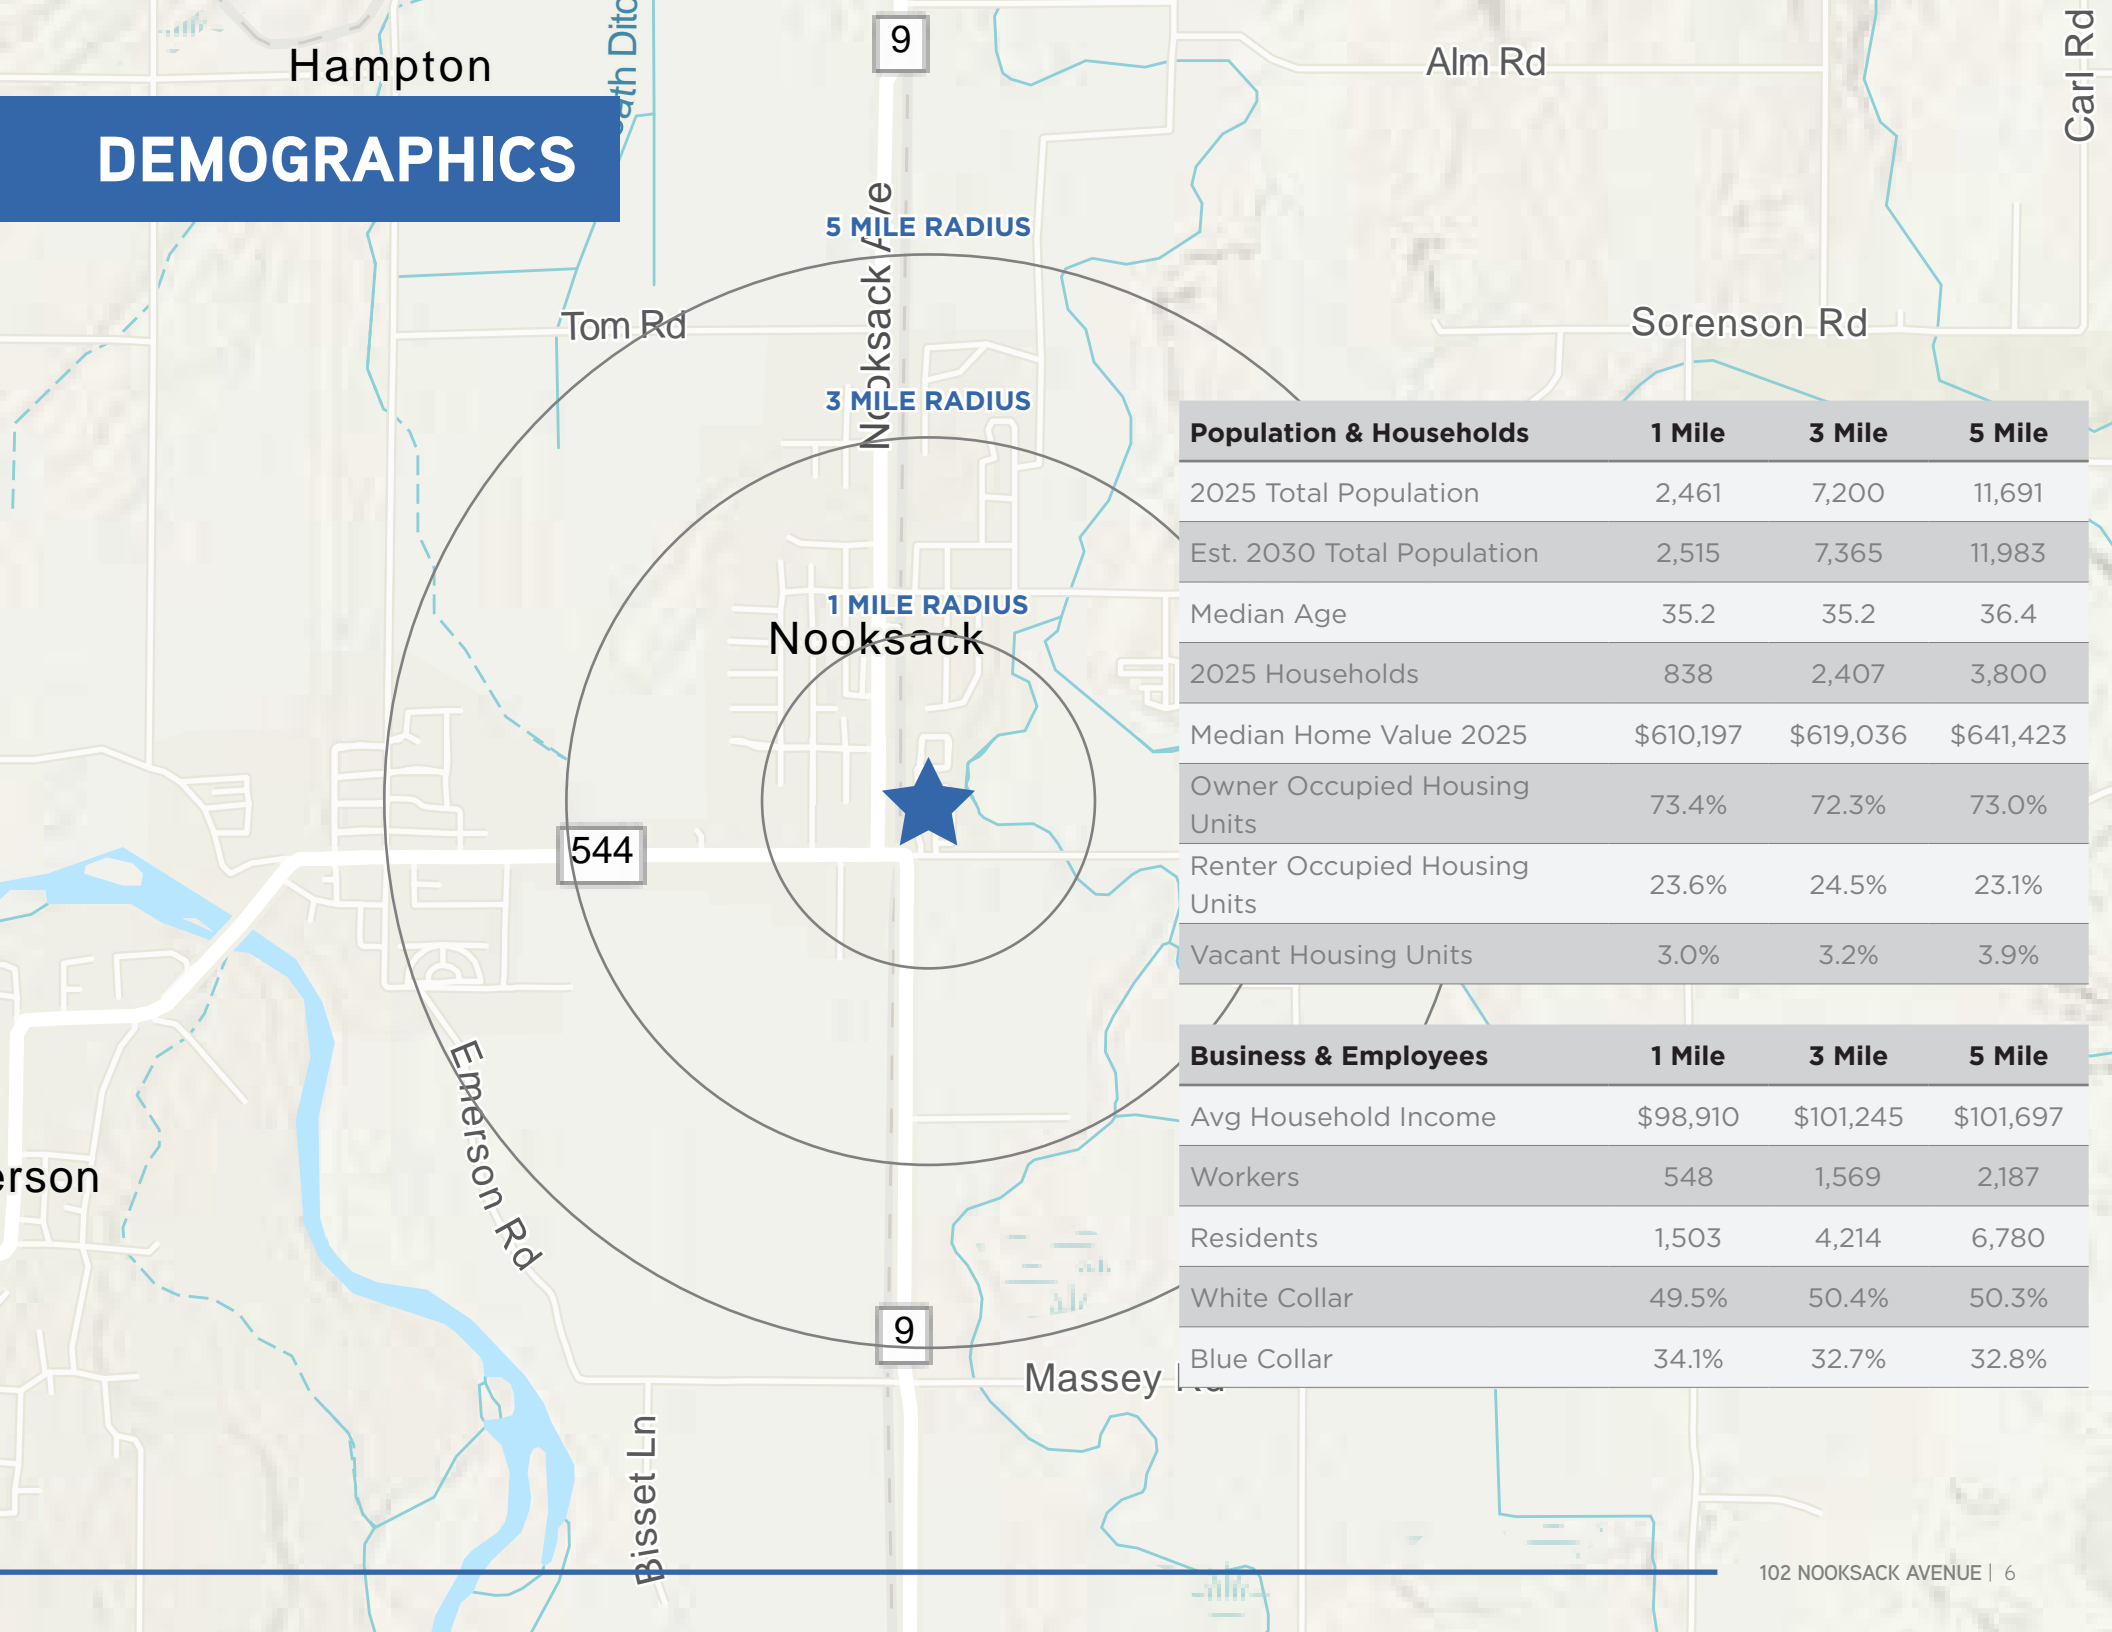 Hampton
9
Alm Rd
Carl Rd
DEMOGRAPHICS
Nooksack Ave
5 MILE RADIUS
Tom Rd
Sorenson Rd
3 MILE RADIUS
1 MILE RADIUS
Nooksack
544
Emerson Rd
erson
9
Massey Rd
Bisset Ln
Population & Households 1 Mile 3 Mile 5 Mile
2025 Total Population 2,461 7,200 11,691
Est. 2030 Total Population 2,515 7,365 11,983
Median Age 35.2 35.2 36.4
2025 Households 838 2,407 3,800
Median Home Value 2025 $610,197 $619,036 $641,423
Owner Occupied Housing
Units 73.4% 72.3% 73.0%
Renter Occupied Housing
Units 23.6% 24.5% 23.1%
Vacant Housing Units 3.0% 3.2% 3.9%
Business & Employees 1 Mile 3 Mile 5 Mile
Avg Household Income $98,910 $101,245 $101,697
Workers 548 1,569 2,187
Residents 1,503 4,214 6,780
White Collar 49.5% 50.4% 50.3%
Blue Collar 34.1% 32.7% 32.8%
102 NOOKSACK AVENUE | 6